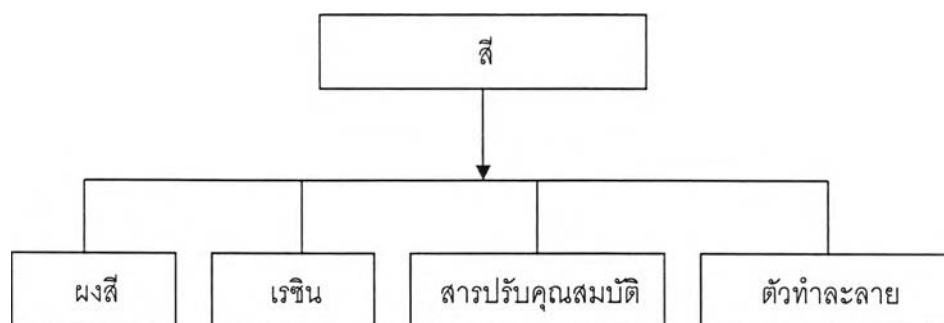 สี
ผงสี
เรซิน
สารปรับคุณสมบัติ
ตัวทำละลาย